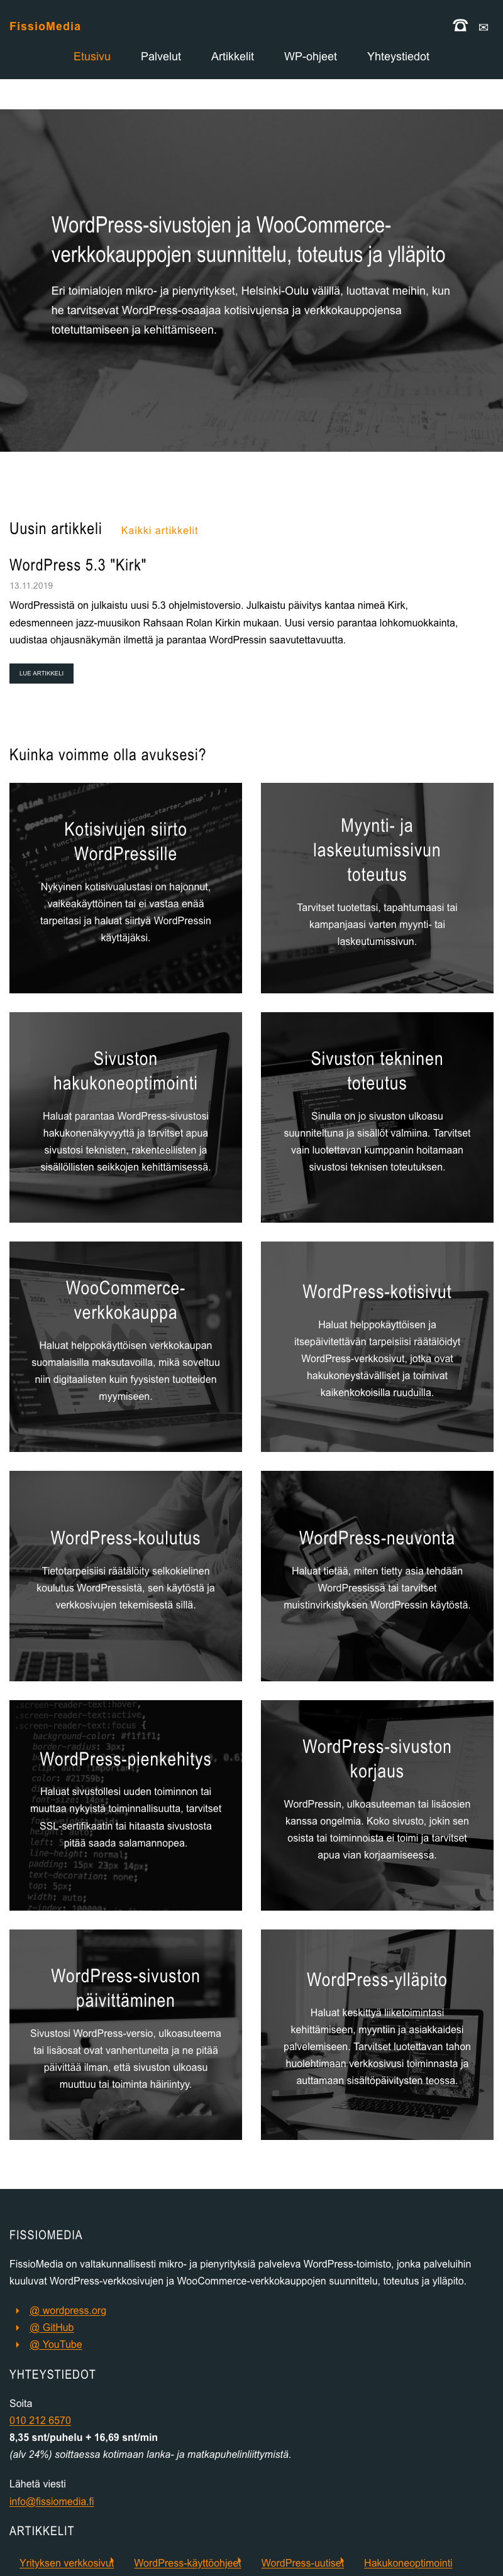 FissioMedia
Etusivu Palvelut Artikkelit WP-ohjeet Yhteystiedot
WordPress-sivustojen ja WooCommerce-
verkkokauppojen suunnittelu, toteutus ja ylläpito
Eri toimialojen mikro- ja pienyritykset, Helsinki-Oulu välillä, luottavat meihin, kun
he tarvitsevat WordPress-osaajaa kotisivujensa ja verkkokauppojensa
totetuttamiseen ja kehittämiseen.
Uusin artikkeli Kaikki artikkelit
WordPress 5.3 "Kirk"
13.11.2019
WordPressistä on julkaistu uusi 5.3 ohjelmistoversio. Julkaistu päivitys kantaa nimeä Kirk,
edesmenneen jazz-muusikon Rahsaan Rolan Kirkin mukaan. Uusi versio parantaa lohkomuokkainta,
uudistaa ohjausnäkymän ilmettä ja parantaa WordPressin saavutettavuutta.
LUE ARTIKKELI
Kuinka voimme olla avuksesi?
Kotisivujen siirto
WordPressille
Nykyinen kotisivualustasi on hajonnut,
vaikeakäyttöinen tai ei vastaa enää
tarpeitasi ja haluat siirtyä WordPressin
käyttäjäksi.
Myynti- ja
laskeutumissivun
toteutus
Tarvitset tuotettasi, tapahtumaasi tai
kampanjaasi varten myynti- tai
laskeutumissivun.
Sivuston
hakukoneoptimointi
Haluat parantaa WordPress-sivustosi
hakukonenäkyvyyttä ja tarvitset apua
sivustosi teknisten, rakenteeilisten ja
sisällöllisten seikkojen kehittämisessä.
Sivuston tekninen
toteutus
Sinulla on jo sivuston ulkoasu
suunniteltuna ja sisällöt valmiina. Tarvitset
vain luotettavan kumppanin hoitamaan
sivustosi teknisen toteutuksen.
WooCommerce-
verkkokauppa
Haluat helppokäyttöisen verkkokaupan
suomalaisilla maksutavoilla, mikä soveltuu
niin digitaalisten kuin fyysisten tuotteiden
myymiseen.
WordPress-kotisivut
Haluat helppokäyttöisen ja
itsepäivitettävän tarpeisiisi räätälöidyt
WordPress-verkkosivut, jotka ovat
hakukoneystävälliset ja toimivat
kaikenkokoisilla ruuduilla.
WordPress-koulutus
Tietotarpeisiisi räätälöity selkokielinen
koulutus WordPressistä, sen käytöstä ja
verkkosivujen tekemisestä sillä.
WordPress-neuvonta
Haluat tietää, miten tietty asia tehdään
WordPressissä tai tarvitset
muistinvirkistyksen WordPressin käytöstä.
WordPress-pienkehitys
Haluat sivustollesi uuden toiminnon tai
muuttaa nykyistä toiminnallisuutta, tarvitset
SSL-sertifikaatin tai hitaasta sivustosta
pitää saada salamannopea.
WordPress-sivuston
korjaus
WordPressin, ulkoasuteeman tai lisäosien
kanssa ongelmia. Koko sivusto, jokin sen
osista tai toiminnoista ei toimi ja tarvitset
apua vian korjaamiseessa.
WordPress-sivuston
päivittäminen
Sivustosi WordPress-versio, ulkoasuteema
tai lisäosat ovat vanhentuneita ja ne pitää
päivittää ilman, että sivuston ulkoasu
muuttuu tai toiminta häiriintyy.
WordPress-ylläpito
Haluat keskittyä liiketoimintasi
kehittämiseen, myyntiin ja asiakkaidesi
palvelemiseen. Tarvitset luotettavan tahon
huolehtimaan verkkosivusi toiminnasta ja
auttamaan sisältöpäivitysten teossa.
FISSIOMEDIA
FissioMedia on valtakunnallisesti mikro- ja pienyrityksiä palveleva WordPress-toimisto, jonka palveluihin
kuuluvat WordPress-verkkosivujen ja WooCommerce-verkkokauppojen suunnittelu, toteutus ja ylläpito.
@ wordpress.org
@ GitHub
@ YouTube
YHTEYSTIEDOT
Soita
010 212 6570
8,35 snt/puhelu + 16,69 snt/min
(alv 24%) soittaessa kotimaan lanka- ja matkapuhelinliittymistä.
Lähetä viesti
info@fissiomedia.fi
ARTIKKELIT
Yrityksen verkkosivut WordPress-käyttöohjeet WordPress-uutiset Hakukoneoptimointi